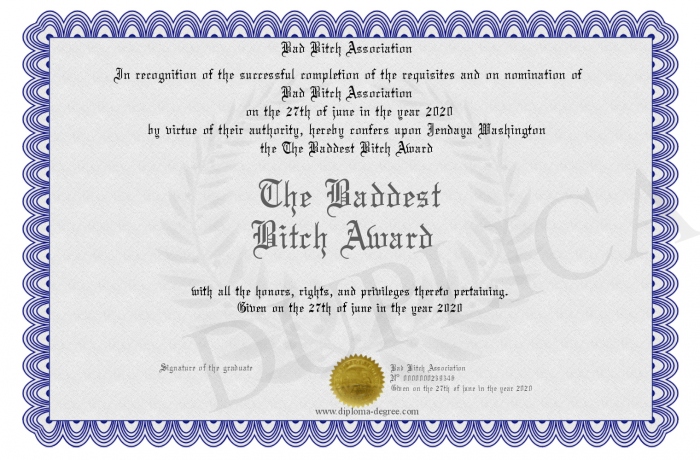 Bad Bitch Association
In recognition of the successful completion of the requisites and on nomination of
Bad Bitch Association
on the 27th of june in the year 2020
by virtue of their authority, hereby confers upon Jendaya Washington
the The Baddest Bitch Award
The Baddest
Bitch Award
with all the honors, rights, and privileges thereto pertaining.
Given on the 27th of june in the year 2020
DUPLICA
Signature of the graduate
Bad Bitch Association
Given on the 27th of june in the year 2020
www.diploma-degree.com